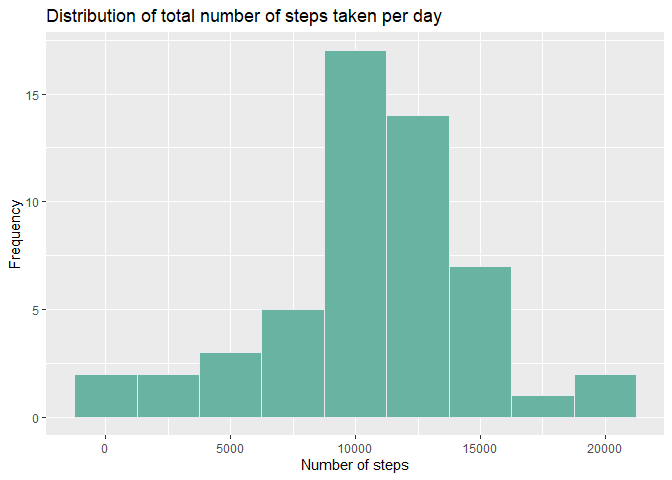 Distribution of total number of steps taken per day
15
10
5
0
Frequency
0 5000 10000 15000 20000
Number of steps